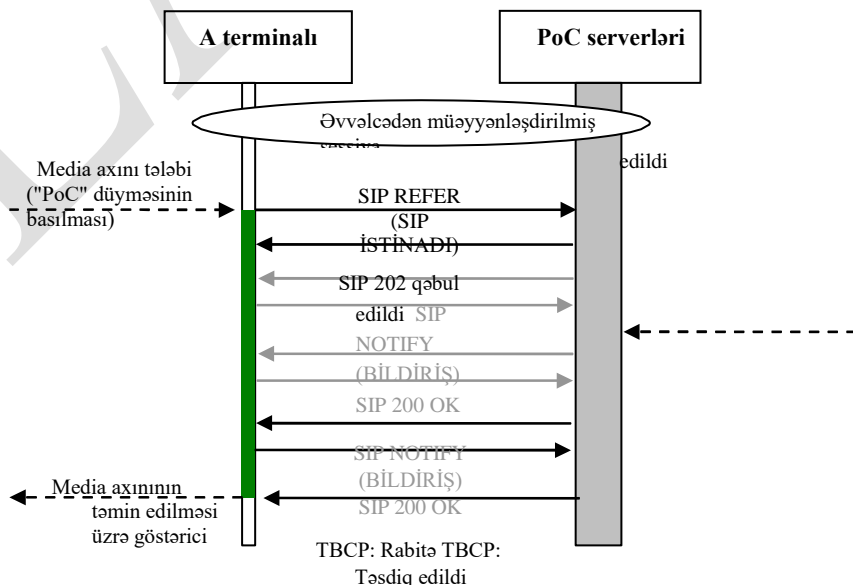 A terminalı
PoC serverləri
Əvvəlcədən müəyyənləşdirilmiş
edildi
Media axını tələbi
("PoC" düyməsinin
basılması)
SIP REFER
(SIP
İSTİNADI)
SIP 202 qəbul
edildi SIP
NOTIFY
(BİLDİRİŞ)
SIP 200 OK
SIP NOTIFY
(BİLDİRİŞ)
SIP 200 OK
Media axınının
təmin edilməsi
üzrə göstərici
TBCP: Rabitə TBCP:
Təsdiq edildi